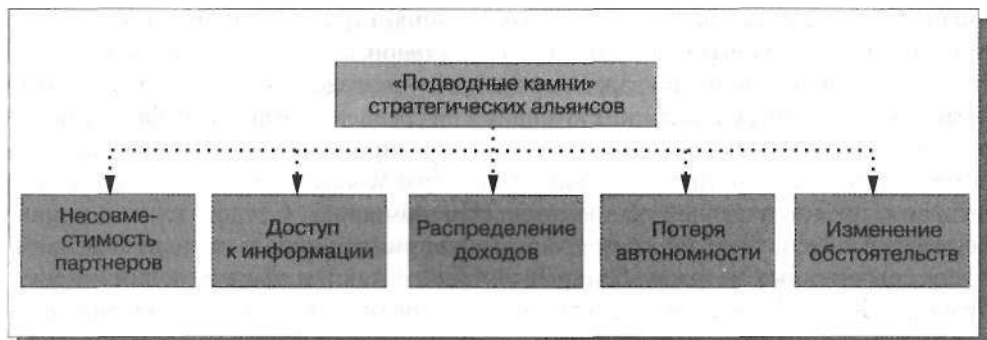 «Подводные камни»
стратегических альянсов
Несовме-
стимость
партнеров
Доступ
к информации
Распределение
доходов
Потеря
автономности
Изменение
обстоятельств